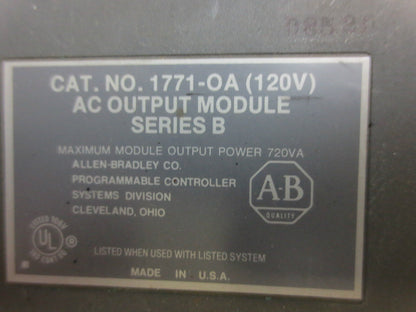 CAT. NO. 1771-OA (120V)
AC OUTPUT MODULE
SERIES B
MAXIMUM MODULE OUTPUT POWER 720VA
ALLEN-BRADLEY CO.
PROGRAMMABLE CONTROLLER
SYSTEMS DIVISION
CLEVELAND, OHIO
A-B
QUALITY
UL
LISTED WHEN USED WITH LISTED SYSTEM
MADE IN U.S.A.